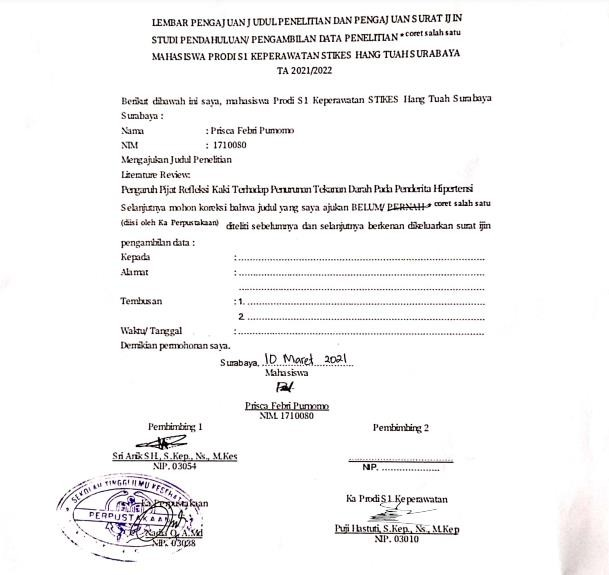 LEMBAR PENGAJUAN JUDUL PENELITIAN DAN PENGAJUAN SURAT IJIN
STUDI PENDAHULUAN/ PENGAMBILAN DATA PENELITIAN *coret salah satu
MAHASISWA PRODI S1 KEPERAWATAN STIKES HANG TUAH SURABAYA
TA 2021/2022
Berikut dibawah ini saya, mahasiswa Prodi S1 Keperawatan STIKES Hang Tuah Surabaya
Surabaya :
Nama : Prisca Febri Purnomo
NIM : 1710080
Mengajukan Judul Penelitian
Literature Review:
Pengaruh Pijat Refleksi Kaki Terhadap Penurunan Tekanan Darah Pada Penderita Hipertensi
Selanjutnya mohon koreksi bahwa judul yang saya ajukan BELUM/ PERNAH * coret salah satu
(diisi oleh Ka Perpustakaan) diteliti sebelumnya dan selanjutnya berkenan dikeluarkan surat ijin
pengambilan data :
Kepada :
Alamat :
Tembusan : 1.
2.
Waktu/ Tanggal :
Demikian permohonan saya.
Surabaya, 10 Maret 2021
Mahasiswa
Prisca Febri Purnomo
NIM. 1710080
Pembimbing 1 Pembimbing 2
Sri Anik
S.Kep., Ns., M.Kes
NIP. 03054 NIP.
SEKOLAH TINGGI ILMU KESEHAT
PERPUSTAKAAN
Ka Perpustakaan Ka Prodi S1 Keperawatan
Nadia O, A.Md Puji Hastuti, S.Kep., Ns., M.Kep
NIP. 03038 NIP. 03010